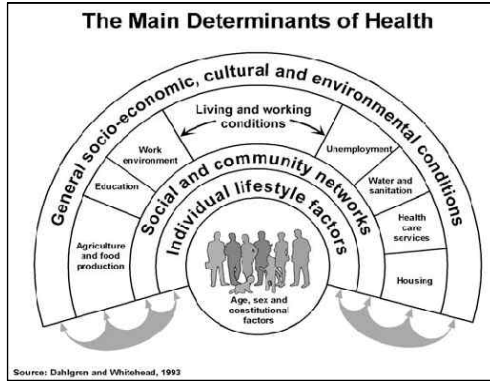 The Main Determinants of Health
General socio-economic, cultural and environmental conditions
Living and working
conditions
Work
environment
Unemployment
Education
Water and
sanitation
Social and community networks
Individual lifestyle factors
Agriculture
and food
production
Health
care
services
Housing
Age, sex and
constitutional
factors
Source: Dahlgren and Whitehead, 1993